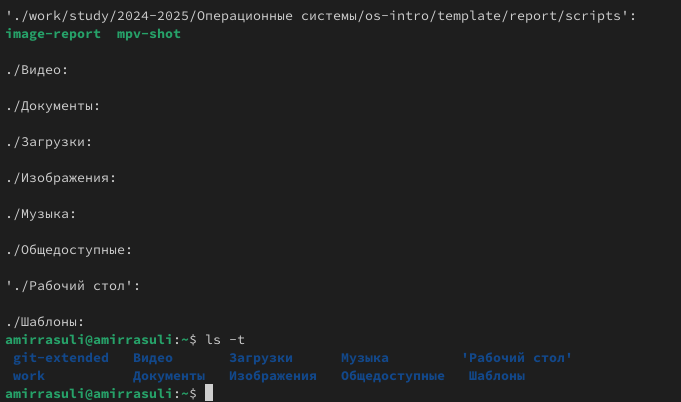 './work/study/2024-2025/Операционные системы/os-intro/template/report/scripts':
image-report  mpv-shot
./Видео:
./Документы:
./Загрузки:
./Изображения:
./Музыка:
./Общедоступные:
'./Рабочий стол':
./Шаблоны:
amirrasuli@amirrasuli:~$ ls -t
git-extended   Видео       Загрузки      Музыка         'Рабочий стол'
work           Документы   Изображения   Общедоступные   Шаблоны
amirrasuli@amirrasuli:~$